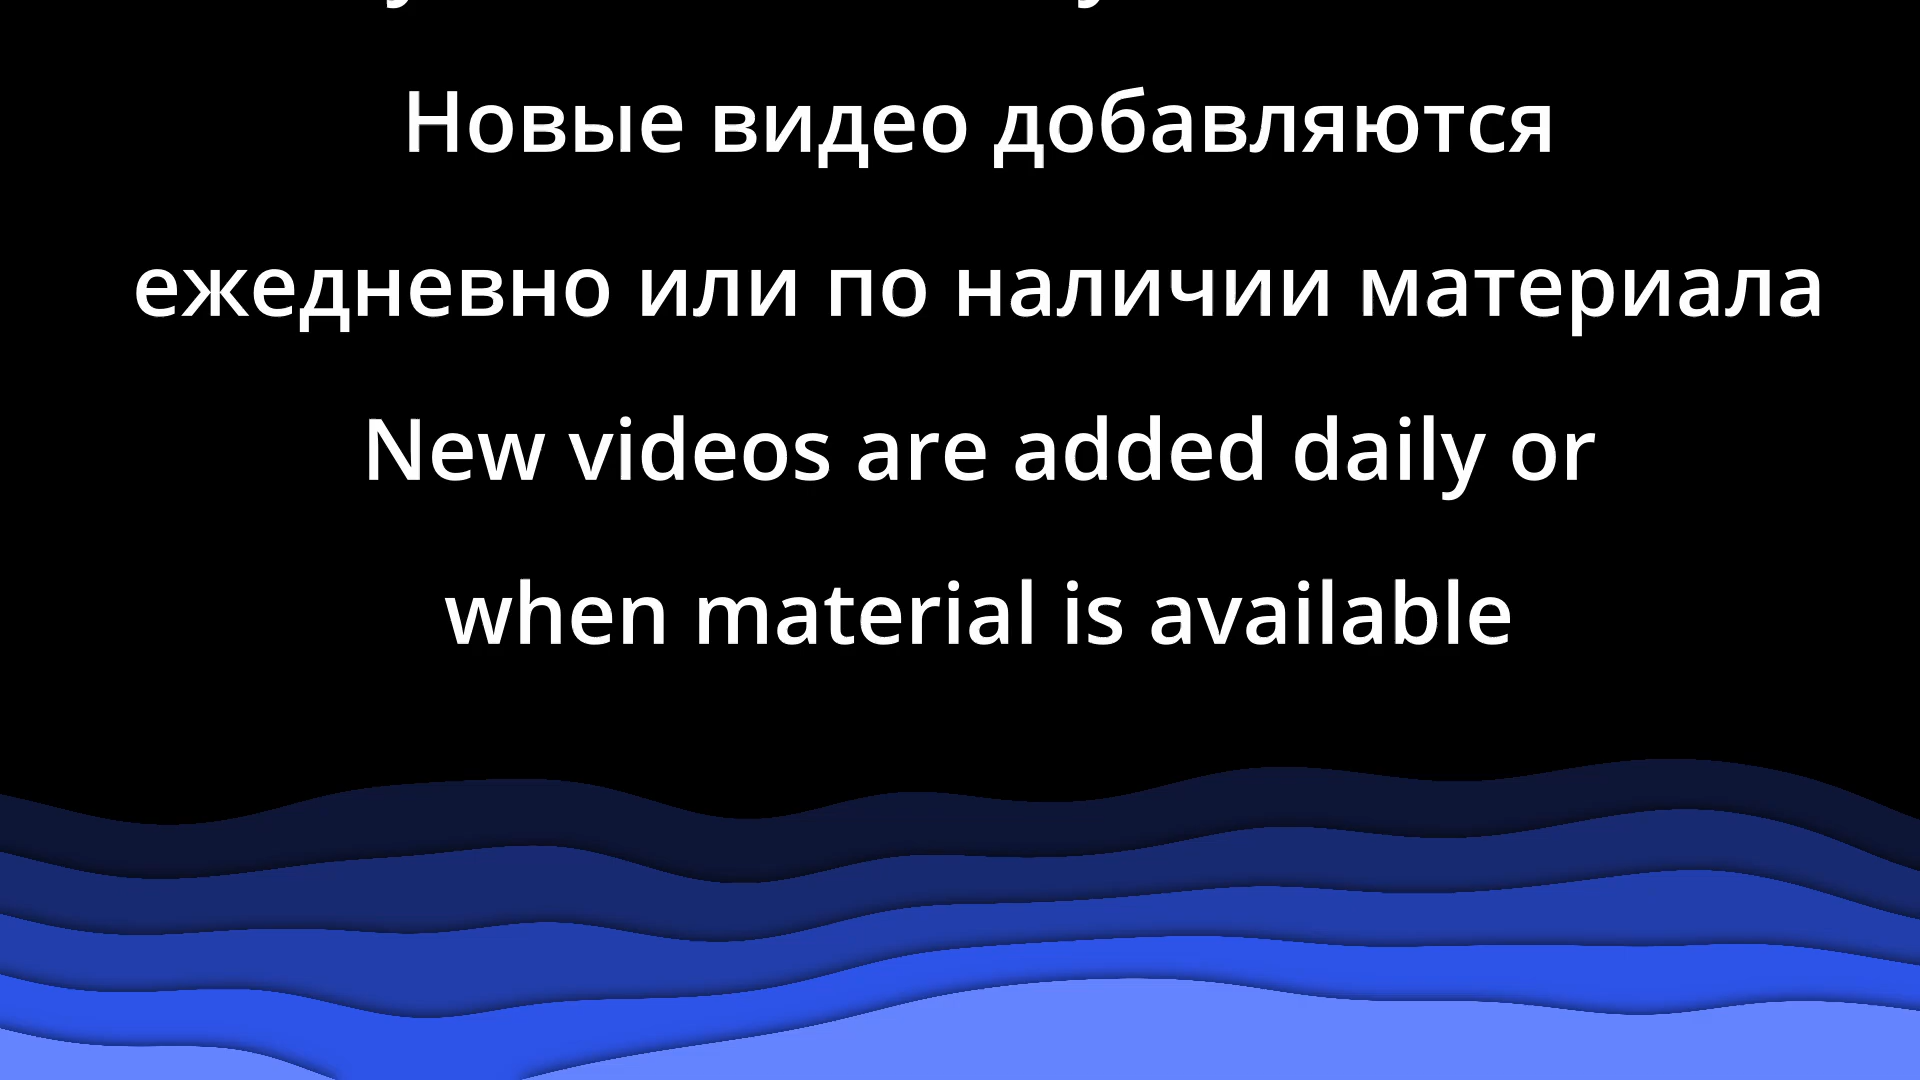 Новые видео добавляются
ежедневно или по наличии материала
New videos are added daily or
when material is available